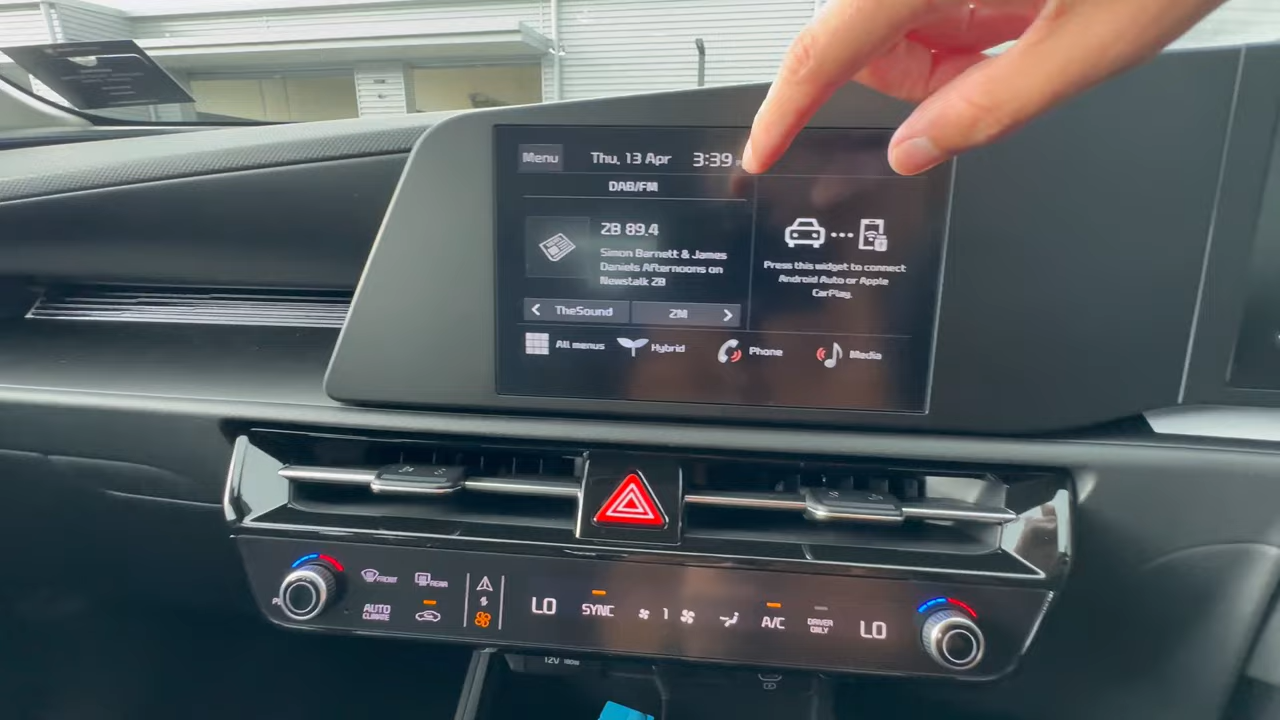 Menu
Thu, 13 Apr
3:39
DAB/FM
ZB 89.4
Simon Barnett & James
Daniels Afternoons on
Newstalk ZB
TheSound
2M
Press this widget to connect
Android Auto or Apple
CarPlay.
All menus
Hybrid
Phone
Media
FRONT
REAR
AUTO
CLIMATE
LO
SYNC
1
A/C
DRIVER
ONLY
LO
12V